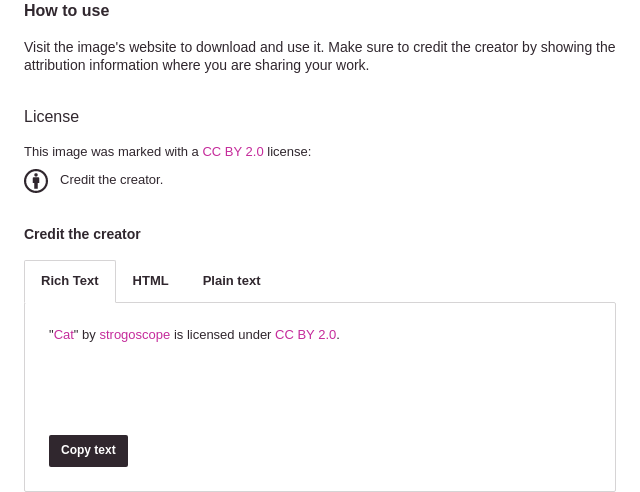 How to use
Visit the image's website to download and use it. Make sure to credit the creator by showing the
attribution information where you are sharing your work.
License
This image was marked with a CC BY 2.0 license:
Credit the creator.
Credit the creator
Rich Text HTML Plain text
"Cat" by strogoscope is licensed under CC BY 2.0.
Copy text